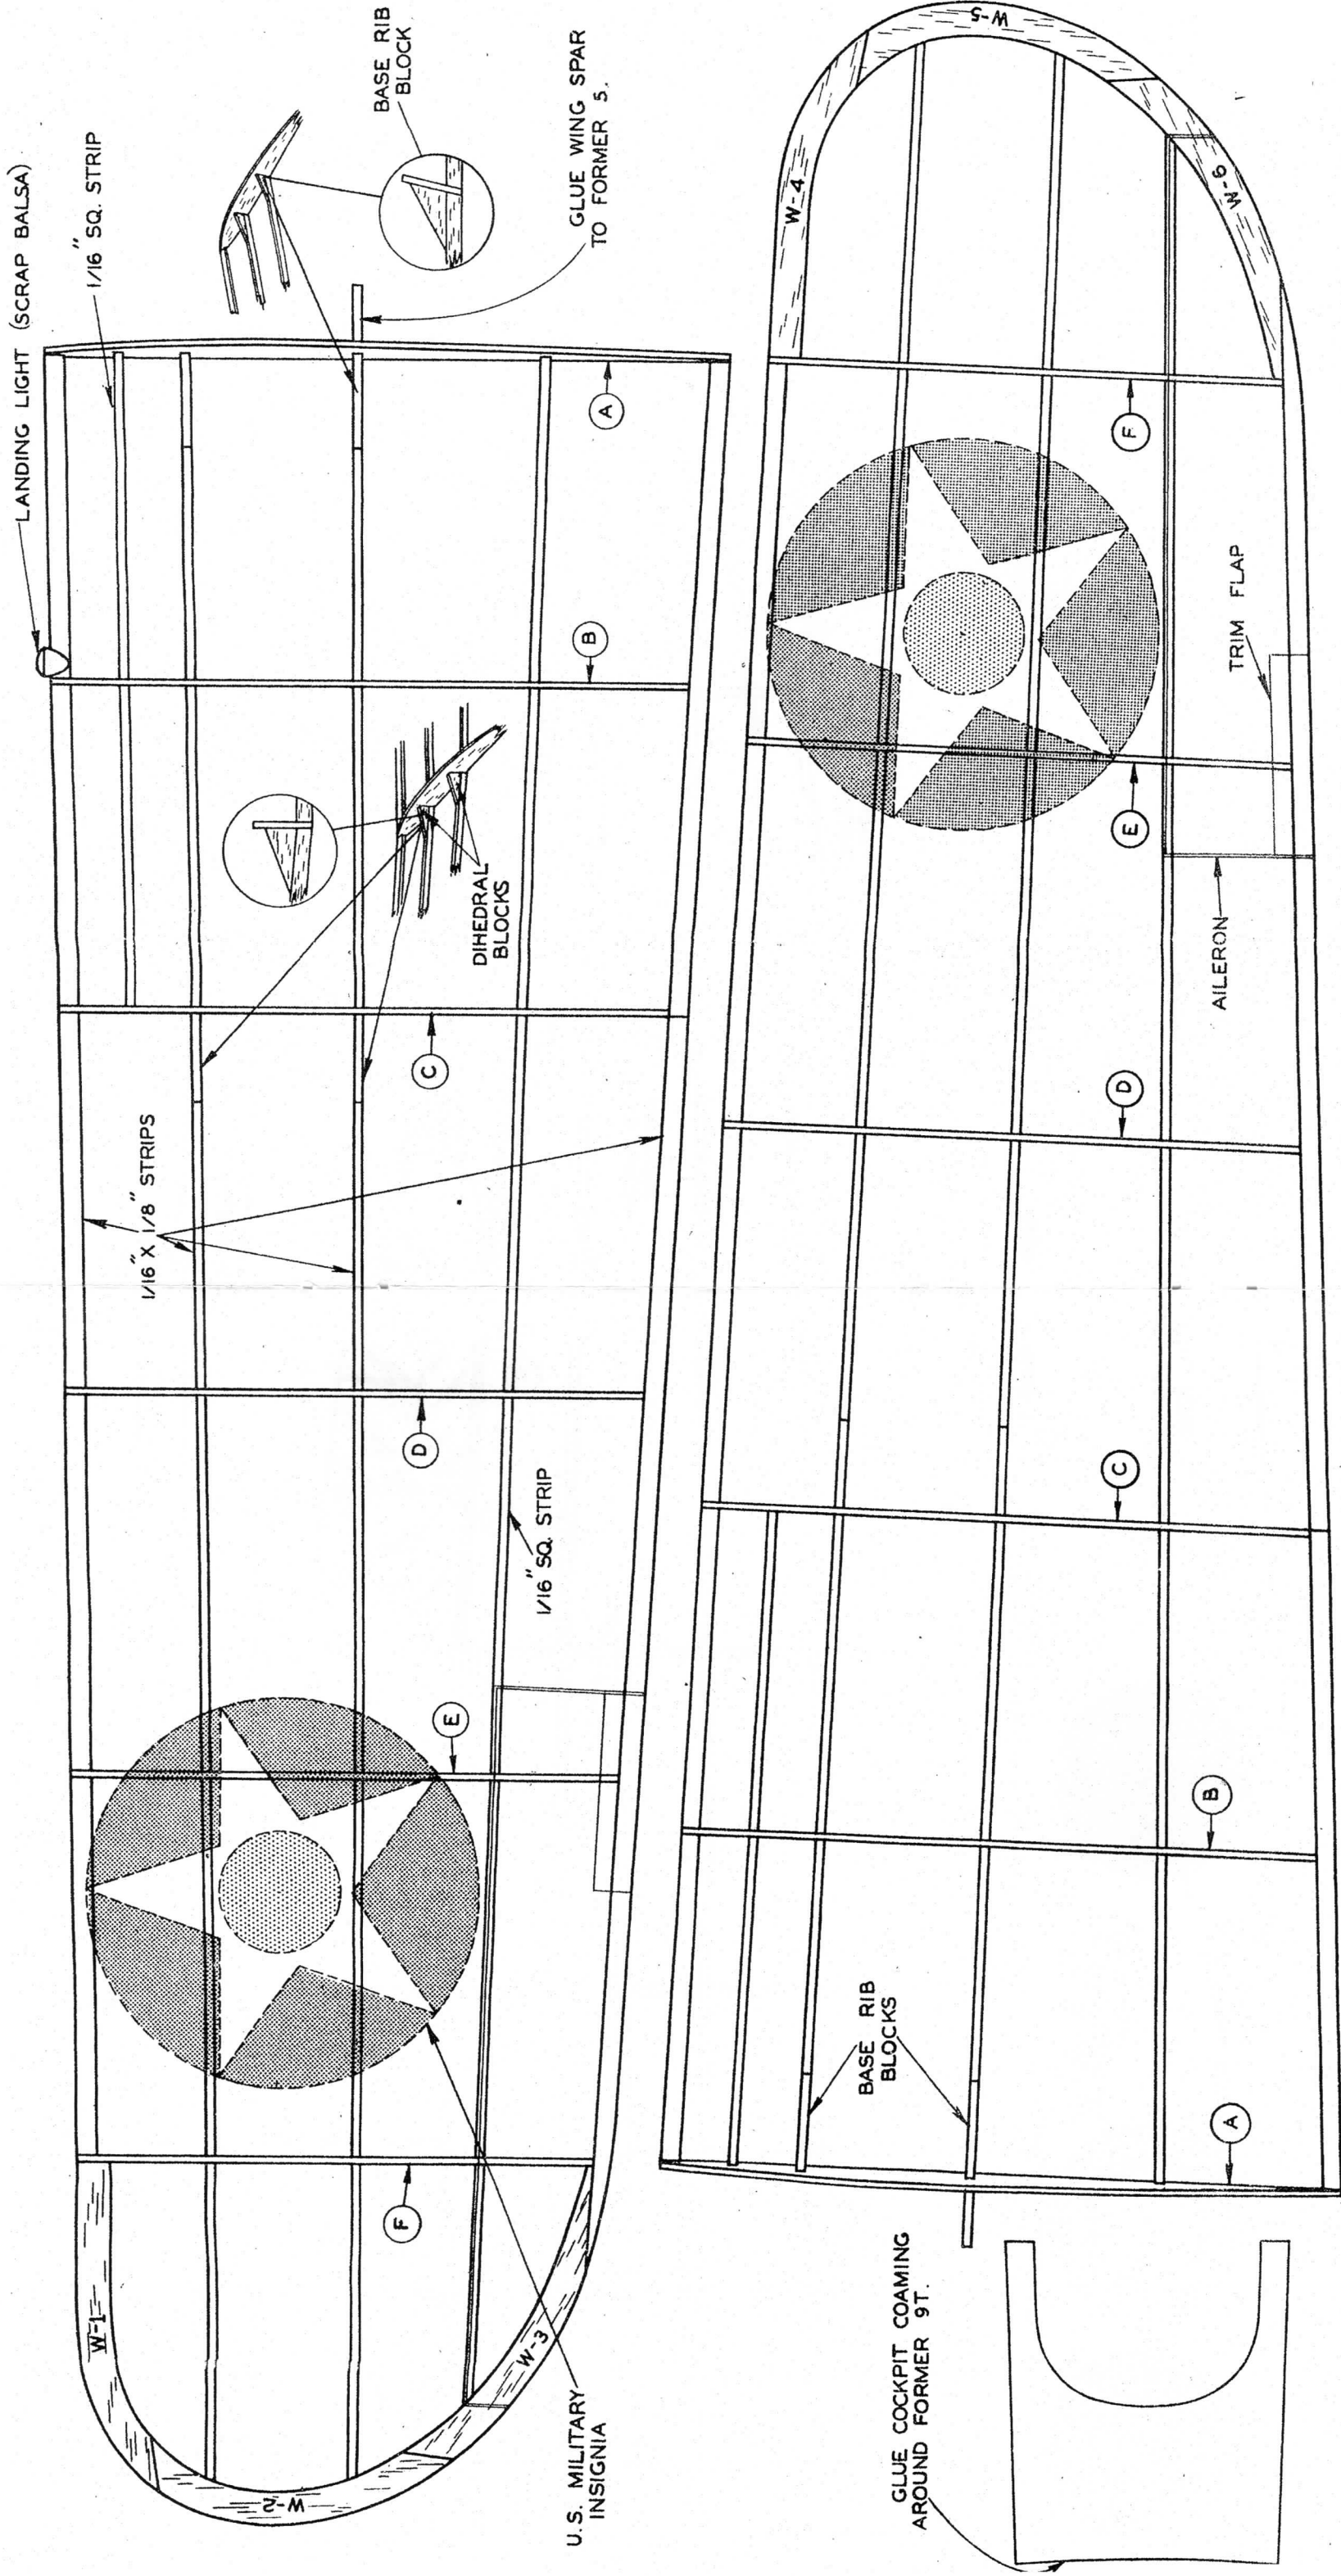 LANDING LIGHT (SCRAP BALSA)
1/16" SQ. STRIP
BASE RIB
BLOCK
GLUE WING SPAR
TO FORMER 5.
A
B
DIHEDRAL
BLOCKS
C
1/16" X 1/8" STRIPS
D
1/16" SQ. STRIP
E
F
W-1
W-2
W-3
U.S. MILITARY
INSIGNIA
W-5
W-4
W-6
F
TRIM FLAP
E
AILERON
D
C
B
BASE RIB
BLOCKS
A
GLUE COCKPIT COAMING
AROUND FORMER 9T.